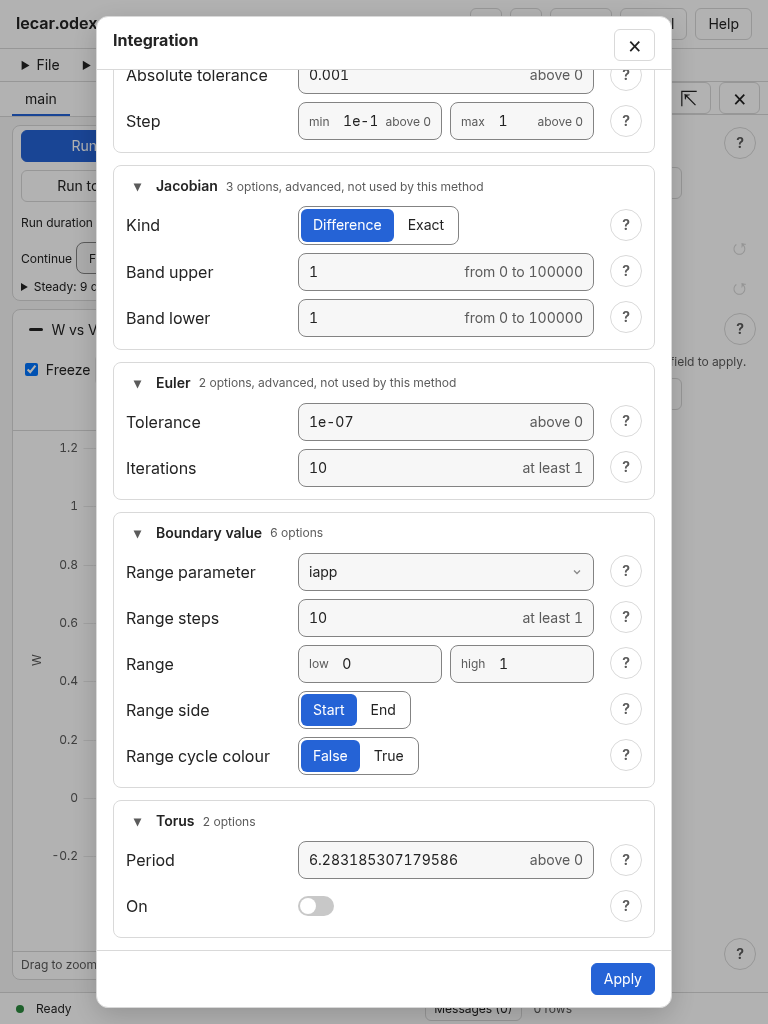 lecar.odex
Help
▶ File
main
Run
Run to
Run duration
Continue F
▶ Steady: 9 o
W vs V
Freeze
field to apply.
1.2
1
0.8
0.6
0.4
0.2
0
-0.2
W
Drag to zoom
Ready
Messages (0)
0 rows
Integration
Absolute tolerance 0.001 above 0 ?
Step min 1e-1 above 0 max 1 above 0 ?
▼ Jacobian 3 options, advanced, not used by this method
Kind Difference Exact ?
Band upper 1 from 0 to 100000 ?
Band lower 1 from 0 to 100000 ?
▼ Euler 2 options, advanced, not used by this method
Tolerance 1e-07 above 0 ?
Iterations 10 at least 1 ?
▼ Boundary value 6 options
Range parameter iapp ?
Range steps 10 at least 1 ?
Range low 0 high 1 ?
Range side Start End ?
Range cycle colour False True ?
▼ Torus 2 options
Period 6.283185307179586 above 0 ?
On ?
Apply